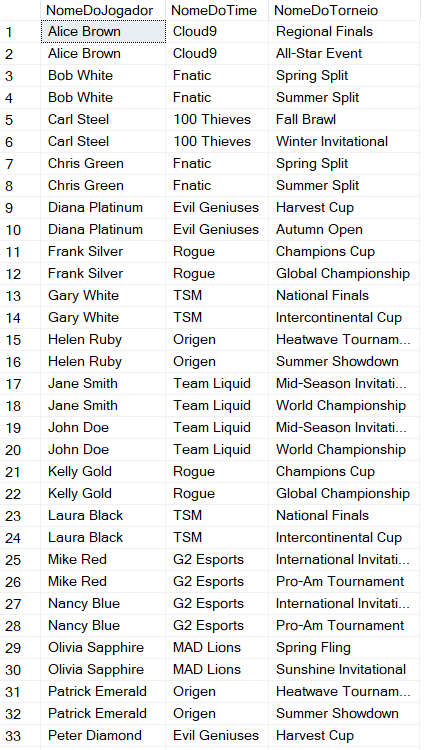 NomeDoJogador NomeDoTime NomeDoTorneio
1 Alice Brown Cloud9 Regional Finals
2 Alice Brown Cloud9 All-Star Event
3 Bob White Fnatic Spring Split
4 Bob White Fnatic Summer Split
5 Carl Steel 100 Thieves Fall Brawl
6 Carl Steel 100 Thieves Winter Invitational
7 Chris Green Fnatic Spring Split
8 Chris Green Fnatic Summer Split
9 Diana Platinum Evil Geniuses Harvest Cup
10 Diana Platinum Evil Geniuses Autumn Open
11 Frank Silver Rogue Champions Cup
12 Frank Silver Rogue Global Championship
13 Gary White TSM National Finals
14 Gary White TSM Intercontinental Cup
15 Helen Ruby Origen Heatwave Tournam...
16 Helen Ruby Origen Summer Showdown
17 Jane Smith Team Liquid Mid-Season Invitati...
18 Jane Smith Team Liquid World Championship
19 John Doe Team Liquid Mid-Season Invitati...
20 John Doe Team Liquid World Championship
21 Kelly Gold Rogue Champions Cup
22 Kelly Gold Rogue Global Championship
23 Laura Black TSM National Finals
24 Laura Black TSM Intercontinental Cup
25 Mike Red G2 Esports International Invitati...
26 Mike Red G2 Esports Pro-Am Tournament
27 Nancy Blue G2 Esports International Invitati...
28 Nancy Blue G2 Esports Pro-Am Tournament
29 Olivia Sapphire MAD Lions Spring Fling
30 Olivia Sapphire MAD Lions Sunshine Invitational
31 Patrick Emerald Origen Heatwave Tournam...
32 Patrick Emerald Origen Summer Showdown
33 Peter Diamond Evil Geniuses Harvest Cup